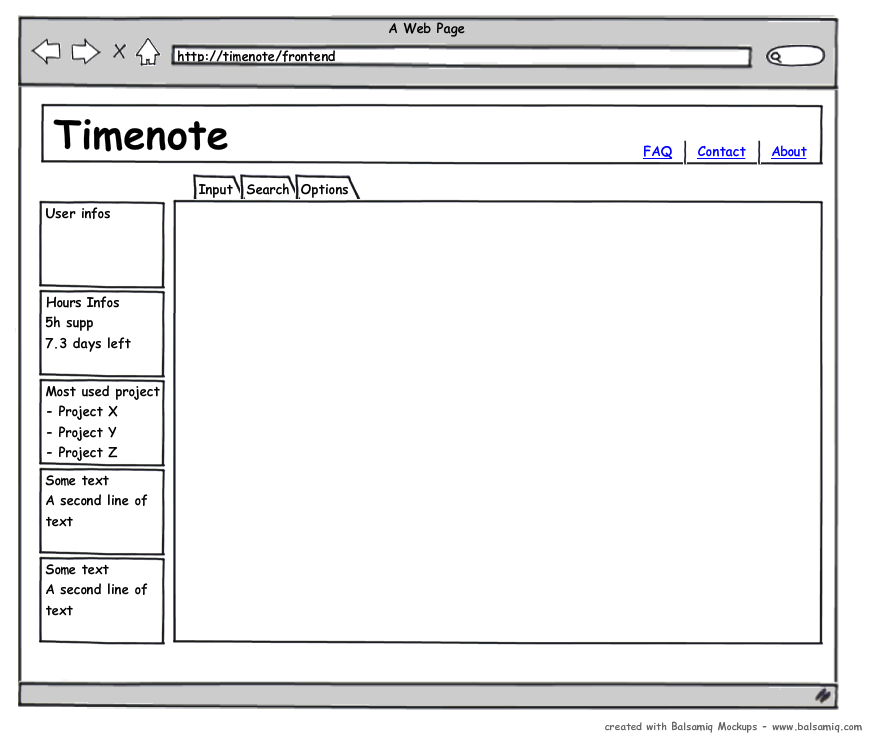 A Web Page
http://timenote/frontend
Timenote
FAQ Contact About
Input Search Options
User infos
Hours Infos
5h supp
7.3 days left
Most used project
- Project X
- Project Y
- Project Z
Some text
A second line of
text
Some text
A second line of
text
created with Balsamiq Mockups - www.balsamiq.com